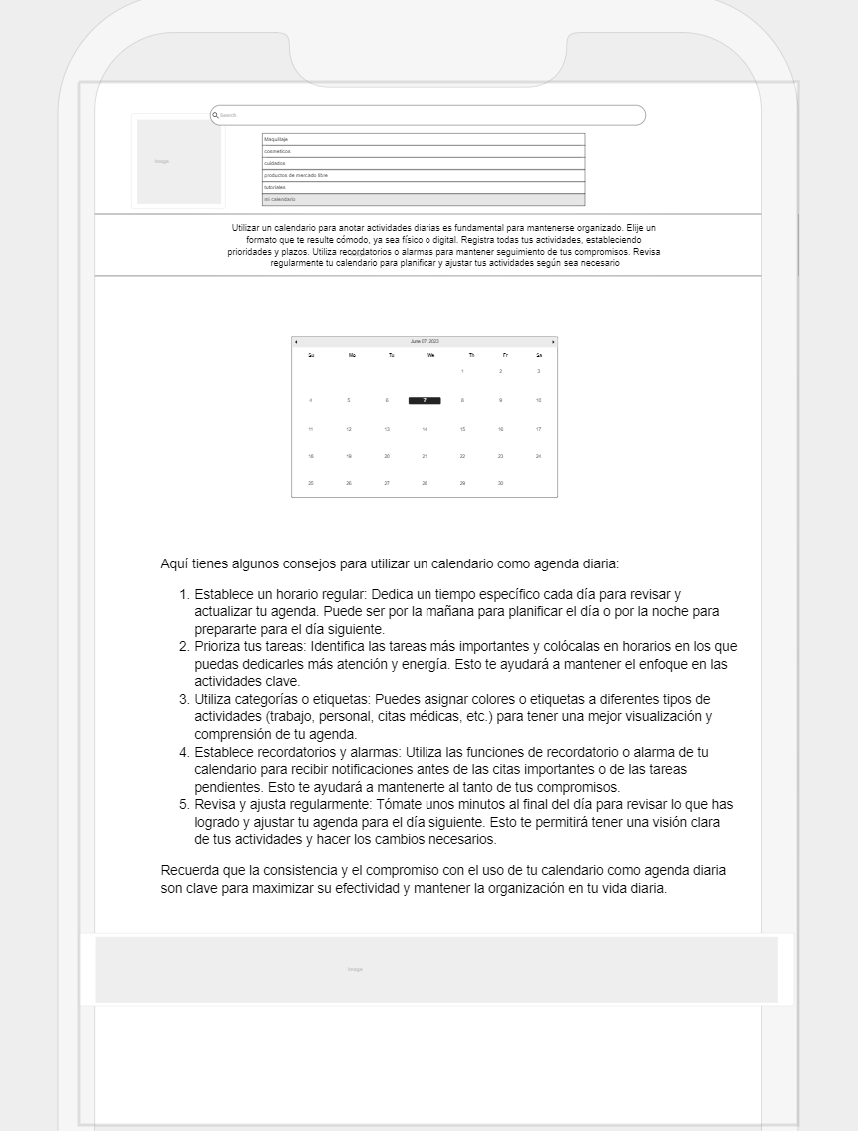 Search
Image
Maquillaje
cosmeticos
cuidados
productos de mercado libre
tutoriales
mi calendario
Utilizar un calendario para anotar actividades diarias es fundamental para mantenerse organizado. Elije un
formato que te resulte cómodo, ya sea físico o digital. Registra todas tus actividades, estableciendo
prioridades y plazos. Utiliza recordatorios o alarmas para mantener seguimiento de tus compromisos. Revisa
regularmente tu calendario para planificar y ajustar tus actividades según sea necesario
June 07, 2023
Su Mo Tu We Th Fr Sa
1 2 3
4 5 6 7 8 9 10
11 12 13 14 15 16 17
18 19 20 21 22 23 24
25 26 27 28 29 30
Aquí tienes algunos consejos para utilizar un calendario como agenda diaria:
1. Establece un horario regular: Dedica un tiempo específico cada día para revisar y
actualizar tu agenda. Puede ser por la mañana para planificar el día o por la noche para
prepararte para el día siguiente.
2. Prioriza tus tareas: Identifica las tareas más importantes y colócalas en horarios en los que
puedas dedicarles más atención y energía. Esto te ayudará a mantener el enfoque en las
actividades clave.
3. Utiliza categorías o etiquetas: Puedes asignar colores o etiquetas a diferentes tipos de
actividades (trabajo, personal, citas médicas, etc.) para tener una mejor visualización y
comprensión de tu agenda.
4. Establece recordatorios y alarmas: Utiliza las funciones de recordatorio o alarma de tu
calendario para recibir notificaciones antes de las citas importantes o de las tareas
pendientes. Esto te ayudará a mantenerte al tanto de tus compromisos.
5. Revisa y ajusta regularmente: Tómate unos minutos al final del día para revisar lo que has
logrado y ajustar tu agenda para el día siguiente. Esto te permitirá tener una visión clara
de tus actividades y hacer los cambios necesarios.
Recuerda que la consistencia y el compromiso con el uso de tu calendario como agenda diaria
son clave para maximizar su efectividad y mantener la organización en tu vida diaria.
Image